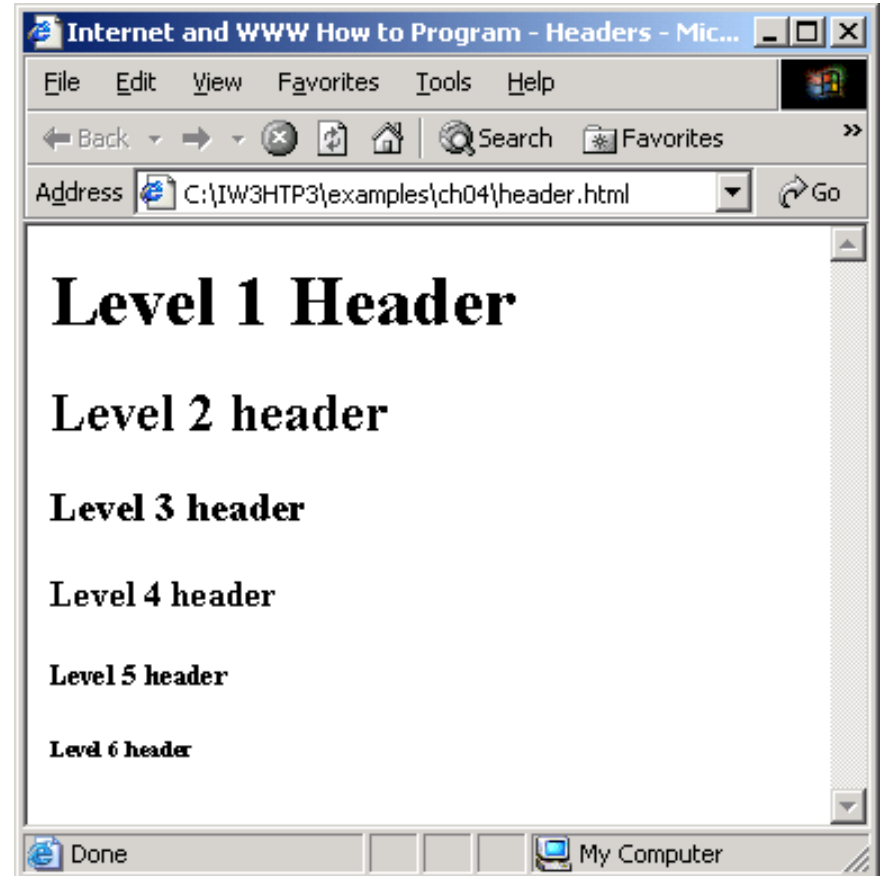 Internet and WWW How to Program - Headers - Mic...
File Edit View Favorites Tools Help
Back Search Favorites »
Address C:\IW3HTP3\examples\ch04\header.html Go
Level 1 Header
Level 2 header
Level 3 header
Level 4 header
Level 5 header
Level 6 header
Done My Computer